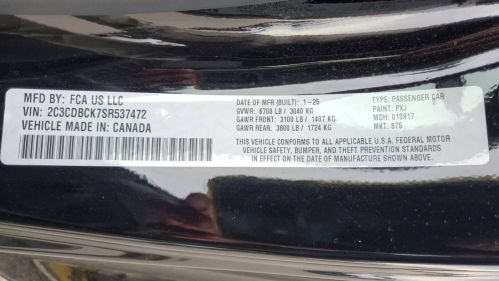 MFD BY: FCA US LLC
VIN: 2C3CDBCK7SR537472
VEHICLE MADE IN: CANADA
DATE OF MFR (BUILT): 1-25
GVWR: 6700 LB / 3040 KG
GAWR FRONT: 3100 LB / 1407 KG
GAWR REAR: 3800 LB / 1724 KG
TYPE: PASSENGER CAR
PAINT: PXJ
MDH: 010917
MKT: 876
THIS VEHICLE CONFORMS TO ALL APPLICABLE U.S.A. FEDERAL MOTOR
VEHICLE SAFETY, BUMPER, AND THEFT PREVENTION STANDARDS
IN EFFECT ON THE DATE OF MANUFACTURE SHOWN ABOVE.